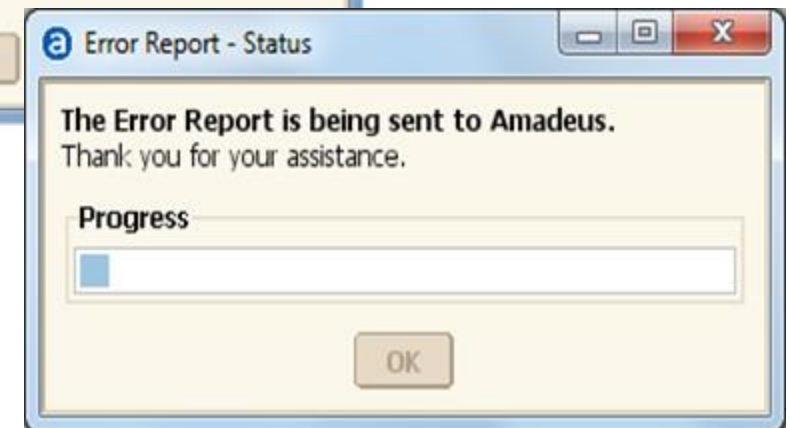 Error Report - Status
The Error Report is being sent to Amadeus.
Thank you for your assistance.
Progress
OK